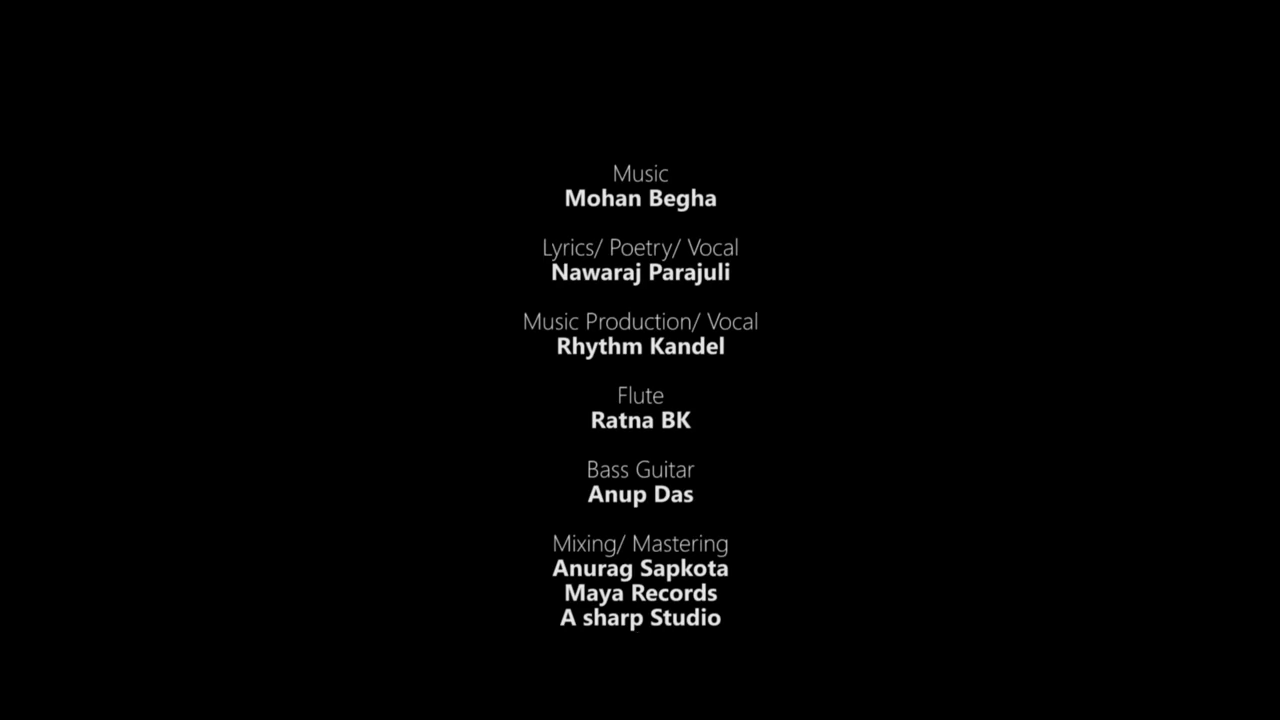 Music
Mohan Begha
Lyrics/ Poetry/ Vocal
Nawaraj Parajuli
Music Production/ Vocal
Rhythm Kandel
Flute
Ratna BK
Bass Guitar
Anup Das
Mixing/ Mastering
Anurag Sapkota
Maya Records
A sharp Studio